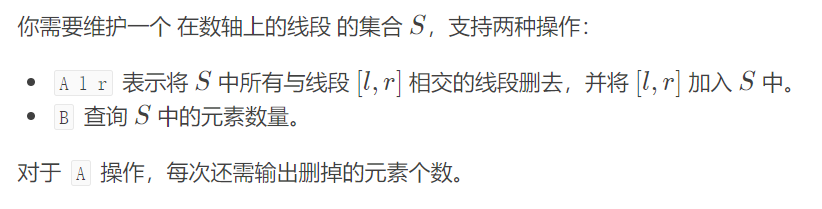 你需要维护一个 在数轴上的线段 的集合 S，支持两种操作：
• A l r 表示将 S 中所有与线段 [l, r] 相交的线段删去，并将 [l, r] 加入 S 中。
• B 查询 S 中的元素数量。
对于 A 操作，每次还需输出删掉的元素个数。